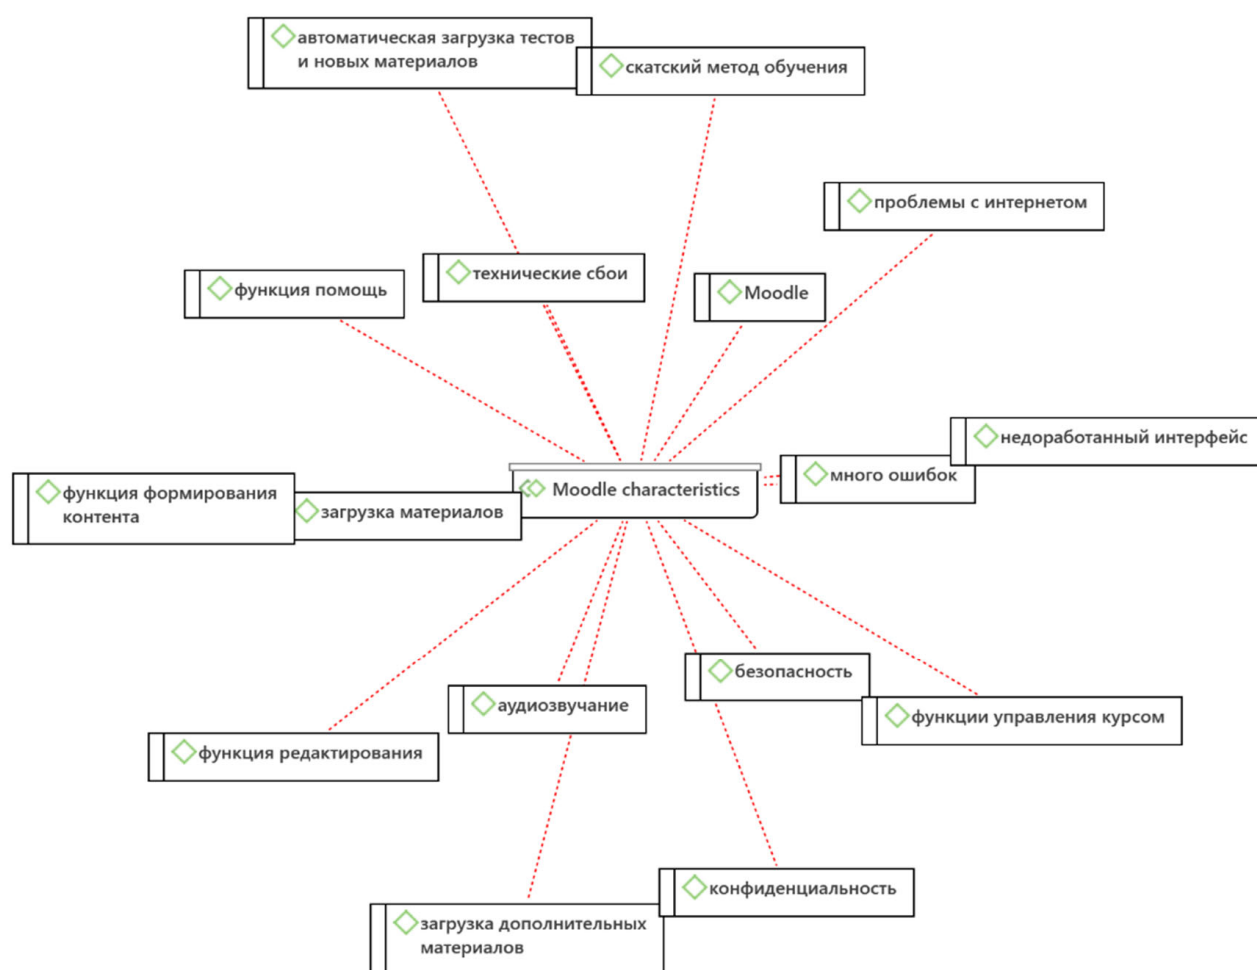 автоматическая загрузка тестов
и новых материалов
скатский метод обучения
проблемы с интернетом
технические сбои
функция помощь
Moodle
недоработанный интерфейс
много ошибок
Moodle characteristics
функция формирования
контента
загрузка материалов
безопасность
аудиозвучание
функции управления курсом
функция редактирования
конфиденциальность
загрузка дополнительных
материалов